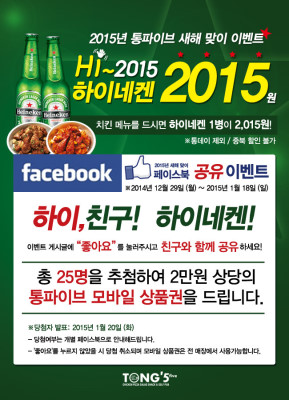 2015년 통파이브 새해 맞이 이벤트
Hi~2015
하이네켄 2015원
치킨 메뉴를 드시면 하이네켄 1병이 2,015원!
※통데이 제외 / 중복 할인 불가
Heineken
Heineken
facebook
2015년 새해 맞이
페이스북 공유 이벤트
※2014년 12월 29일(월) ~ 2015년 1월 18일(일)
하이,친구! 하이네켄!
이벤트 게시글에 "좋아요"를 눌러주시고 친구와 함께 공유하세요!
총 25명을 추첨하여 2만원 상당의
통파이브 모바일 상품권을 드립니다.
※당첨자 발표: 2015년 1월 20일 (화)
- 당첨여부는 개별 페이스북으로 안내해드립니다.
- '좋아요'를 누르지 않았을 시 당첨 취소되며 모바일 상품권은 전 매장에서 사용가능합니다.
TONG'S five